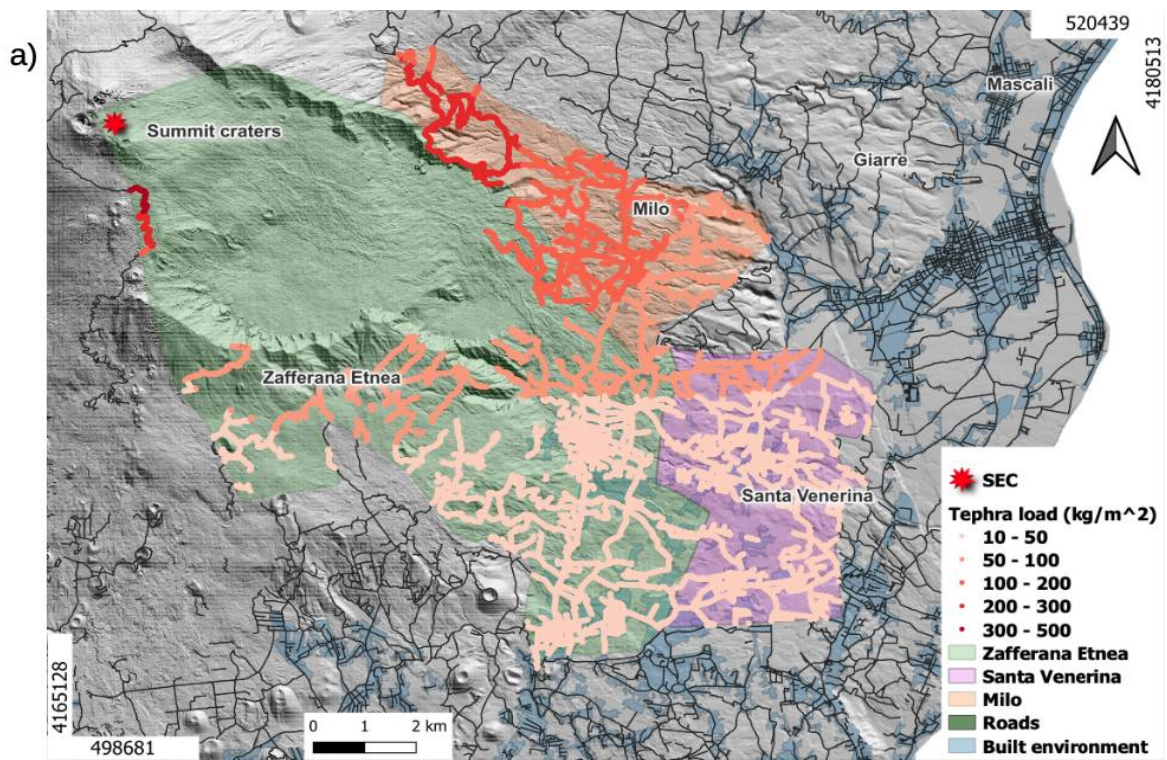 a)
520439
4180513
Mascali
Summit craters
Giarre
Milo
Zafferana Etnea
Santa Venerina
SEC
Tephra load (kg/m^2)
10 - 50
50 - 100
100 - 200
200 - 300
300 - 500
Zafferana Etnea
Santa Venerina
Milo
Roads
Built environment
4165128
498681
0 1 2 km